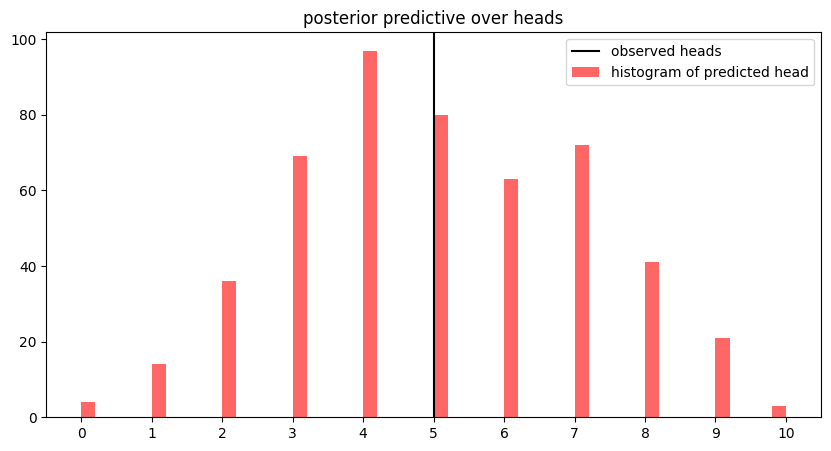 posterior predictive over heads
observed heads
histogram of predicted head
100
80
60
40
20
0
0 1 2 3 4 5 6 7 8 9 10